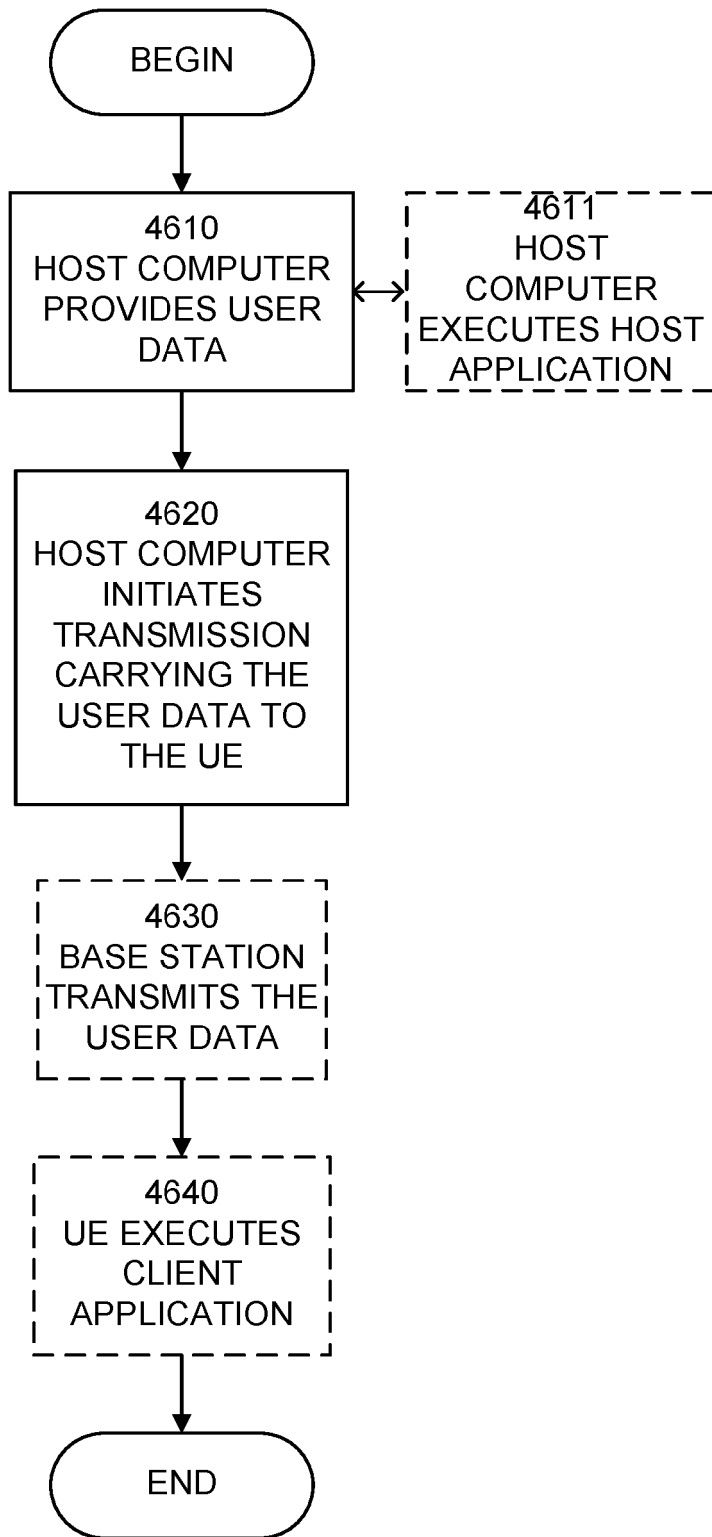 BEGIN
4610
HOST COMPUTER
PROVIDES USER
DATA
4611
HOST
COMPUTER
EXECUTES HOST
APPLICATION
4620
HOST COMPUTER
INITIATES
TRANSMISSION
CARRYING THE
USER DATA TO
THE UE
4630
BASE STATION
TRANSMITS THE
USER DATA
4640
UE EXECUTES
CLIENT
APPLICATION
END